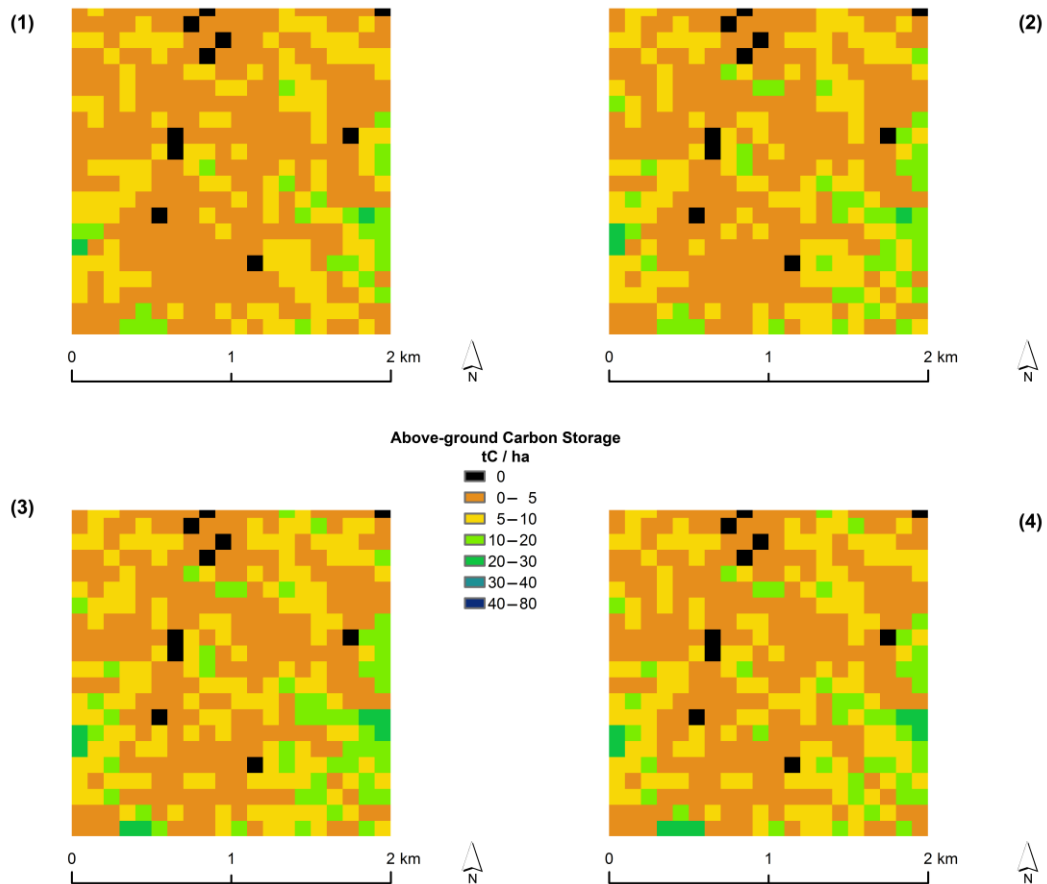 (1)
(2)
0 1 2 km
N
0 1 2 km
N
Above-ground Carbon Storage
tC / ha
0
0– 5
5–10
10–20
20–30
30–40
40–80
(3)
(4)
0 1 2 km
N
0 1 2 km
N